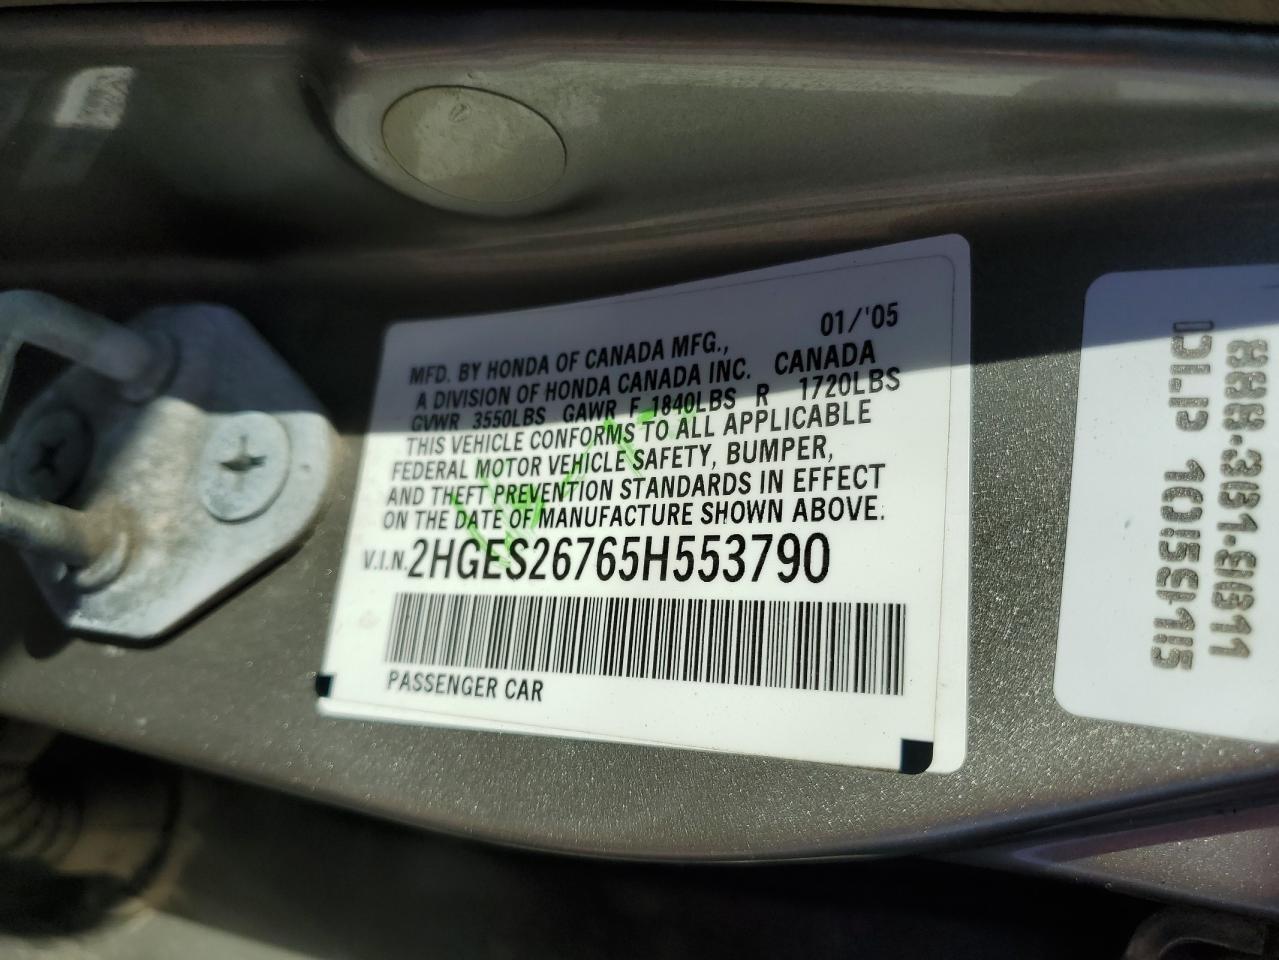 01/'05
MFD. BY HONDA OF CANADA MFG.,
A DIVISION OF HONDA CANADA INC. CANADA
GVWR 3550LBS GAWR F 1840LBS R 1720LBS
THIS VEHICLE CONFORMS TO ALL APPLICABLE
FEDERAL MOTOR VEHICLE SAFETY, BUMPER,
AND THEFT PREVENTION STANDARDS IN EFFECT
ON THE DATE OF MANUFACTURE SHOWN ABOVE.
V.I.N. 2HGES26765H553790
PASSENGER CAR